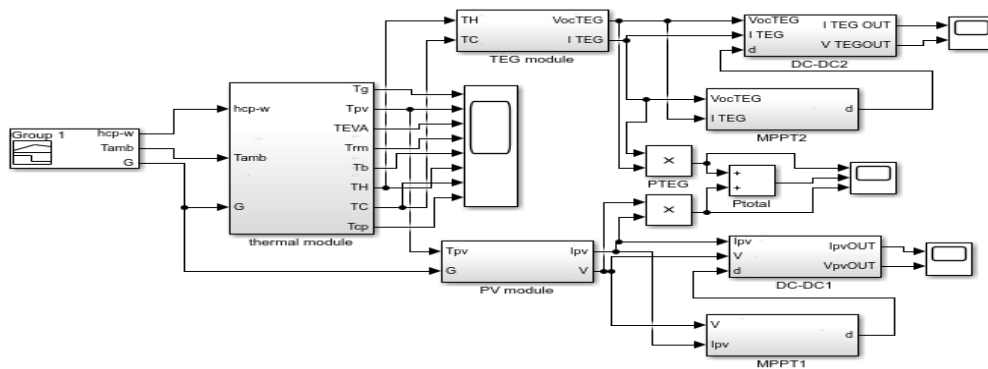 Group 1
hcp-w
Tamb
G
hcp-w
Tamb
G
Tg
Tpv
TEVA
Trm
Tb
TH
TC
Tcp
thermal module
TH
TC
VocTEG
I TEG
TEG module
VocTEG
I TEG
d
I TEG OUT
V TEGOUT
DC-DC2
VocTEG
I TEG
d
MPPT2
×
PTEG
+
+
Ptotal
×
Tpv
G
Ipv
V
PV module
Ipv
V
d
IpvOUT
VpvOUT
DC-DC1
V
Ipv
d
MPPT1